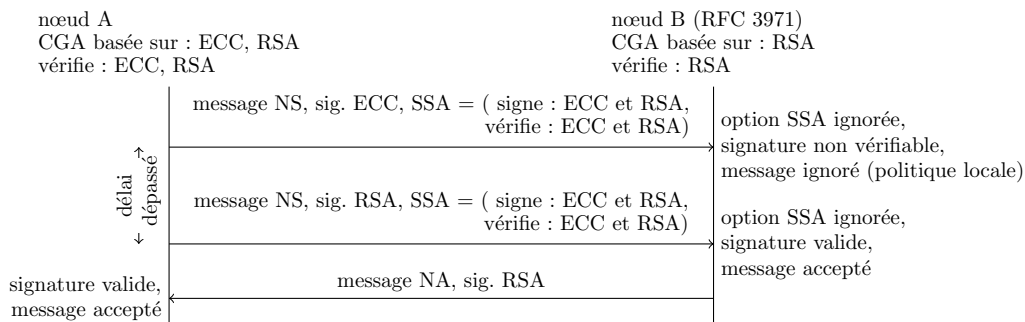 nœud A
CGA basée sur : ECC, RSA
vérifie : ECC, RSA
nœud B (RFC 3971)
CGA basée sur : RSA
vérifie : RSA
message NS, sig. ECC, SSA = ( signe : ECC et RSA,
vérifie : ECC et RSA)
option SSA ignorée,
signature non vérifiable,
message ignoré (politique locale)
délai
dépassé
message NS, sig. RSA, SSA = ( signe : ECC et RSA,
vérifie : ECC et RSA)
option SSA ignorée,
signature valide,
message accepté
message NA, sig. RSA
signature valide,
message accepté